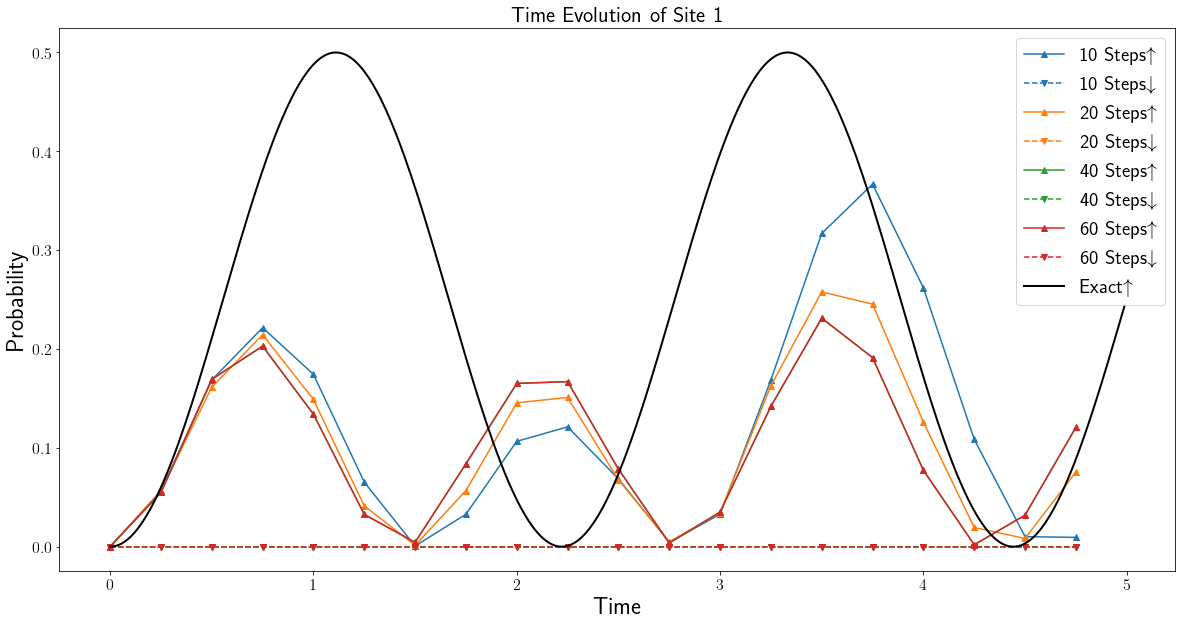 Time Evolution of Site 1
Probability
0.5
0.4
0.3
0.2
0.1
0.0
10 Steps↑
10 Steps↓
20 Steps↑
20 Steps↓
40 Steps↑
40 Steps↓
60 Steps↑
60 Steps↓
Exact↑
0 1 2 3 4 5
Time